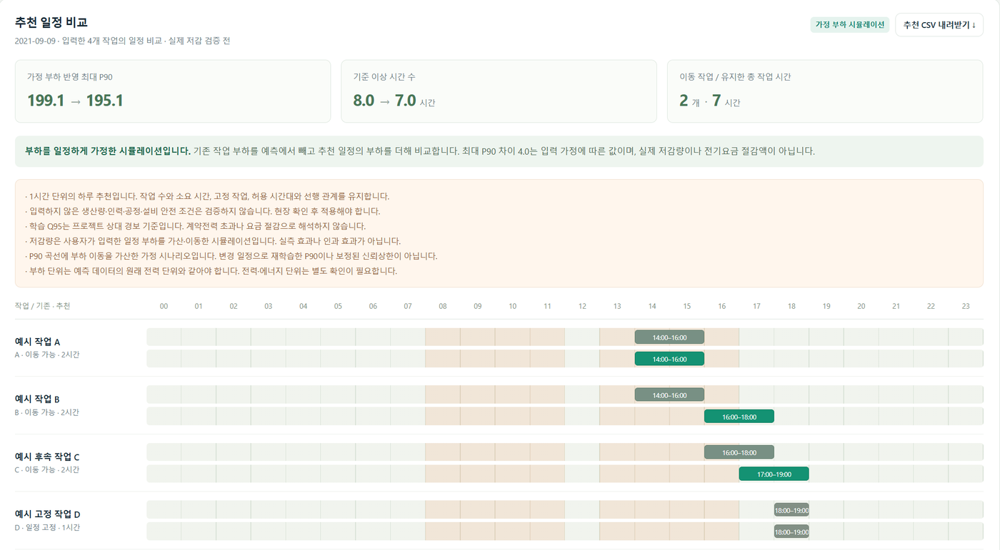 추천 일정 비교
2021-09-09 · 입력한 4개 작업의 일정 비교 · 실제 저감 검증 전
가정 부하 시뮬레이션
추천 CSV 내려받기 ↓
가정 부하 반영 최대 P90
199.1 → 195.1
기준 이상 시간 수
8.0 → 7.0 시간
이동 작업 / 유지한 총 작업 시간
2 개 · 7 시간
부하를 일정하게 가정한 시뮬레이션입니다. 기존 작업 부하를 예측에서 빼고 추천 일정의 부하를 더해 비교합니다. 최대 P90 차이 4.0는 입력 가정에 따른 값이며, 실제 저감량이나 전기요금 절감액이 아닙니다.
· 1시간 단위의 하루 추천입니다. 작업 수와 소요 시간, 고정 작업, 허용 시간대와 선행 관계를 유지합니다.
· 입력하지 않은 생산량·인력·공정·설비 안전 조건은 검증하지 않습니다. 현장 확인 후 적용해야 합니다.
· 학습 Q95는 프로젝트 상대 경보 기준입니다. 계약전력 초과나 요금 절감으로 해석하지 않습니다.
· 저감량은 사용자가 입력한 일정 부하를 가산·이동한 시뮬레이션입니다. 실측 효과나 인과 효과가 아닙니다.
· P90 곡선에 부하 이동을 가산한 가정 시나리오입니다. 변경 일정으로 재학습한 P90이나 보정된 신뢰상한이 아닙니다.
· 부하 단위는 예측 데이터의 원래 전력 단위와 같아야 합니다. 전력·에너지 단위는 별도 확인이 필요합니다.
작업 / 기존 · 추천 00 01 02 03 04 05 06 07 08 09 10 11 12 13 14 15 16 17 18 19 20 21 22 23
예시 작업 A
A · 이동 가능 · 2시간
14:00–16:00
14:00–16:00
예시 작업 B
B · 이동 가능 · 2시간
14:00–16:00
16:00–18:00
예시 후속 작업 C
C · 이동 가능 · 2시간
16:00–18:00
17:00–19:00
예시 고정 작업 D
D · 일정 고정 · 1시간
18:00–19:00
18:00–19:00